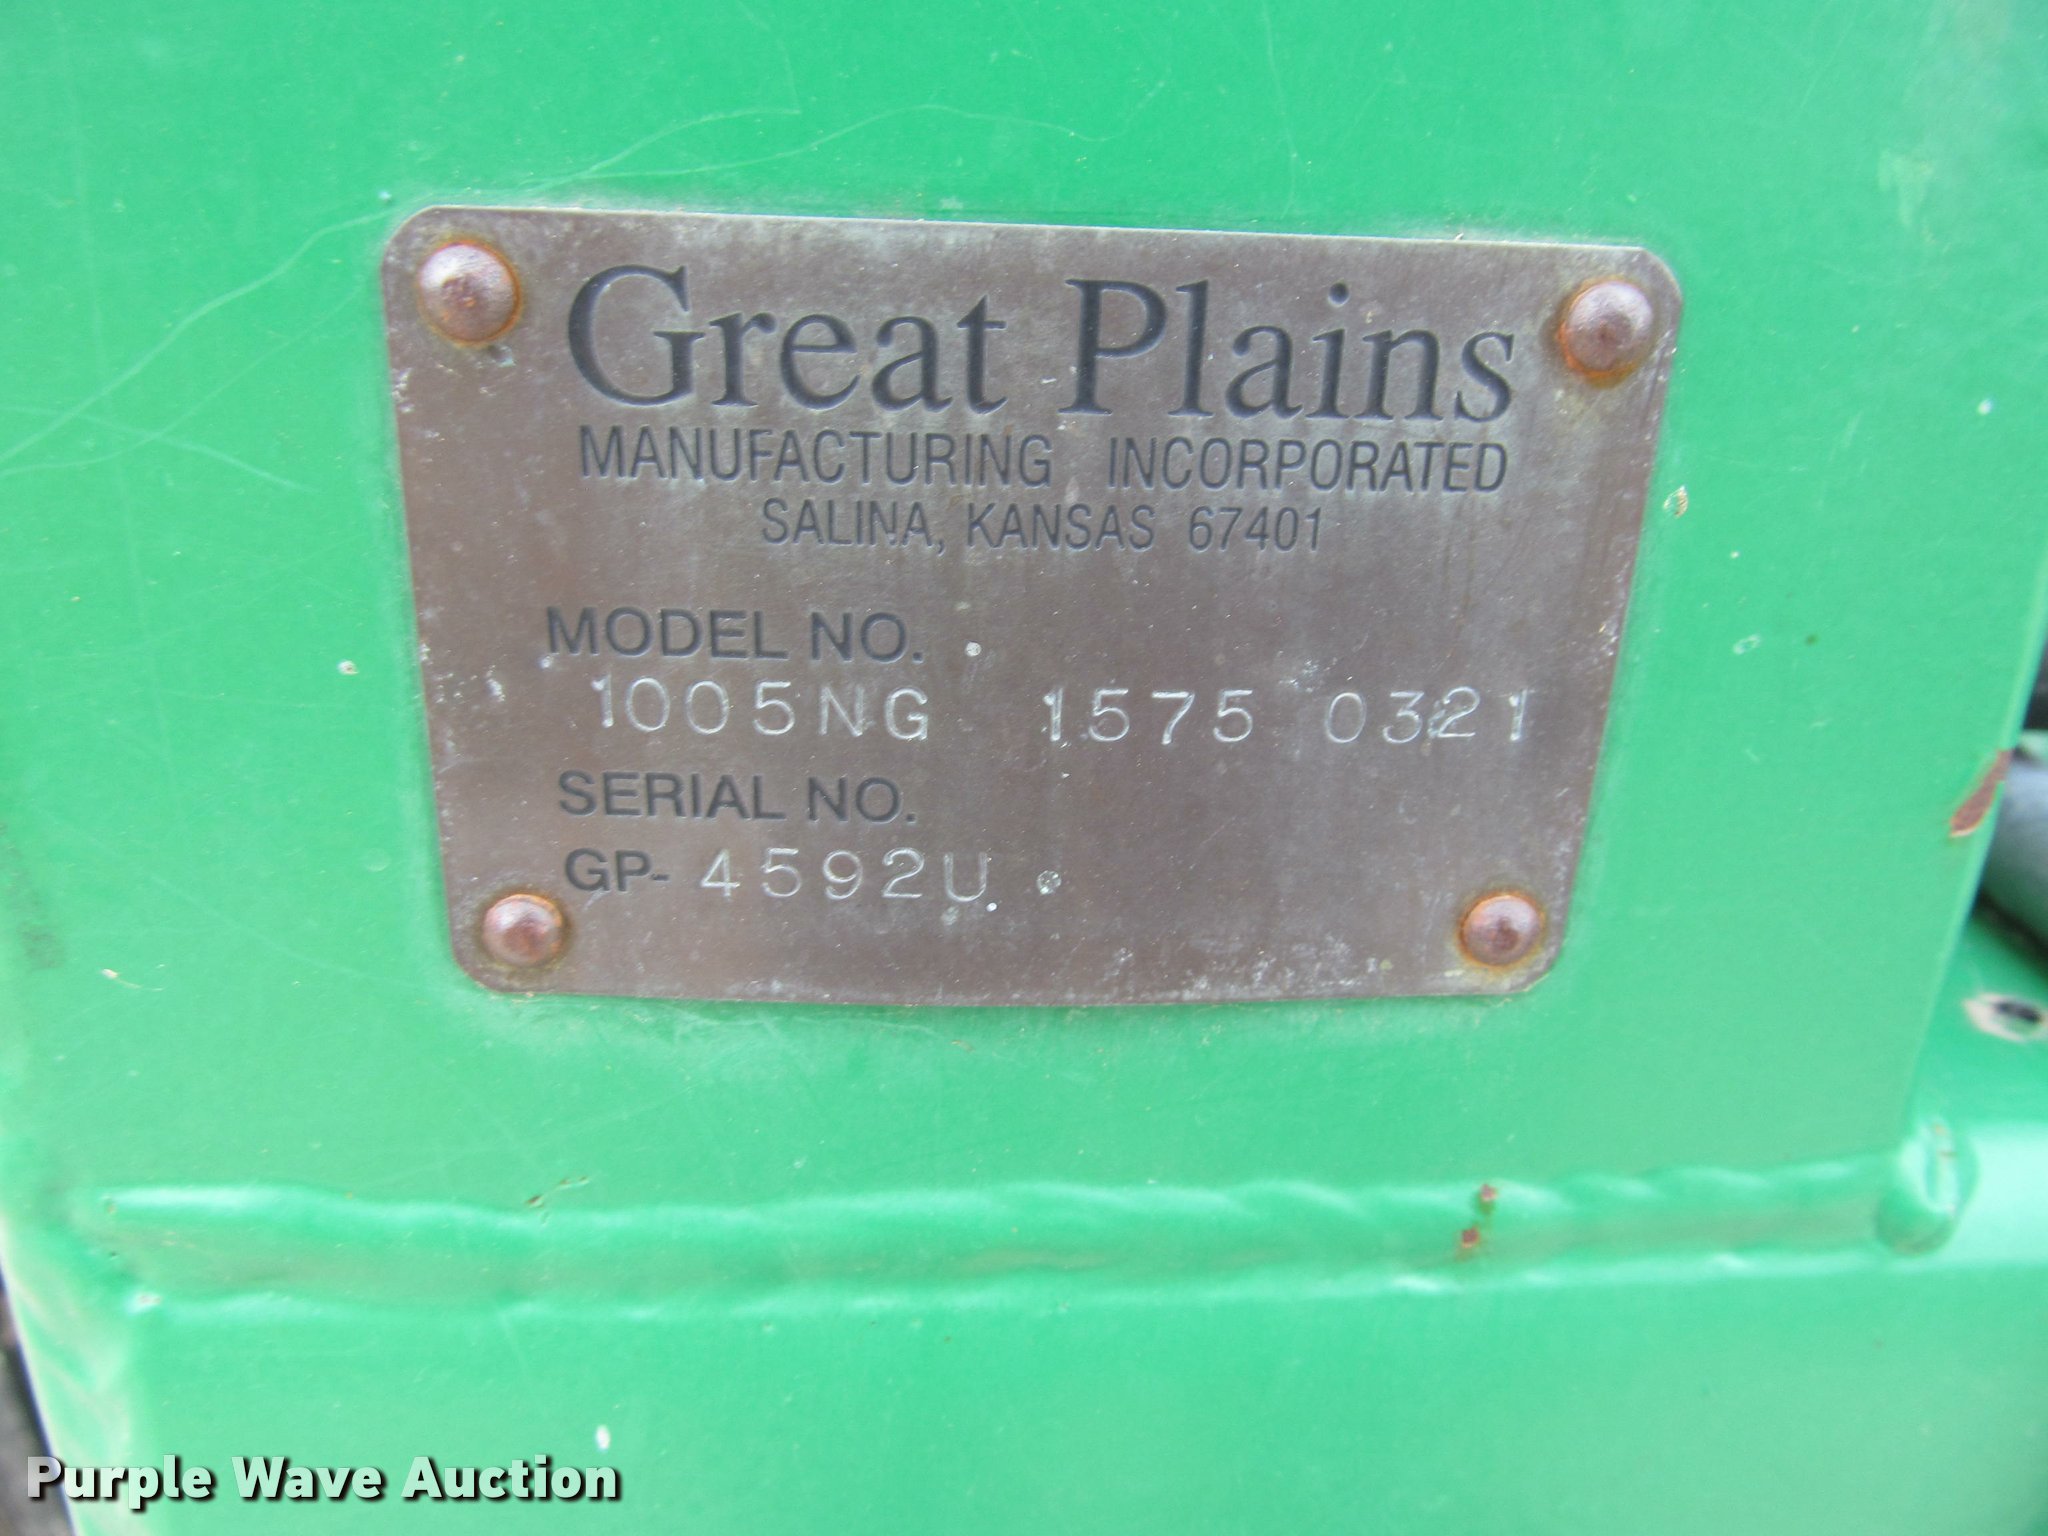 Great Plains
MANUFACTURING INCORPORATED
SALINA, KANSAS 67401
MODEL NO.
1005NG 1575 0321
SERIAL NO.
GP- 4592U
Purple Wave Auction